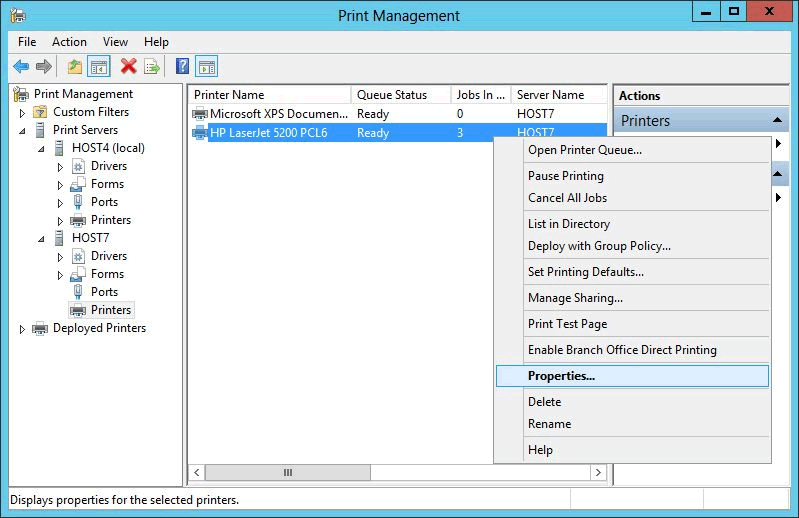 Print Management
File Action View Help
Print Management
Custom Filters
Print Servers
HOST4 (local)
Drivers
Forms
Ports
Printers
HOST7
Drivers
Forms
Ports
Printers
Deployed Printers
Printer Name Queue Status Jobs In ... Server Name
Microsoft XPS Documen... Ready 0 HOST7
HP LaserJet 5200 PCL6 Ready 3 HOST7
Open Printer Queue...
Pause Printing
Cancel All Jobs
List in Directory
Deploy with Group Policy...
Set Printing Defaults...
Manage Sharing...
Print Test Page
Enable Branch Office Direct Printing
Properties...
Delete
Rename
Help
Actions
Printers
Displays properties for the selected printers.